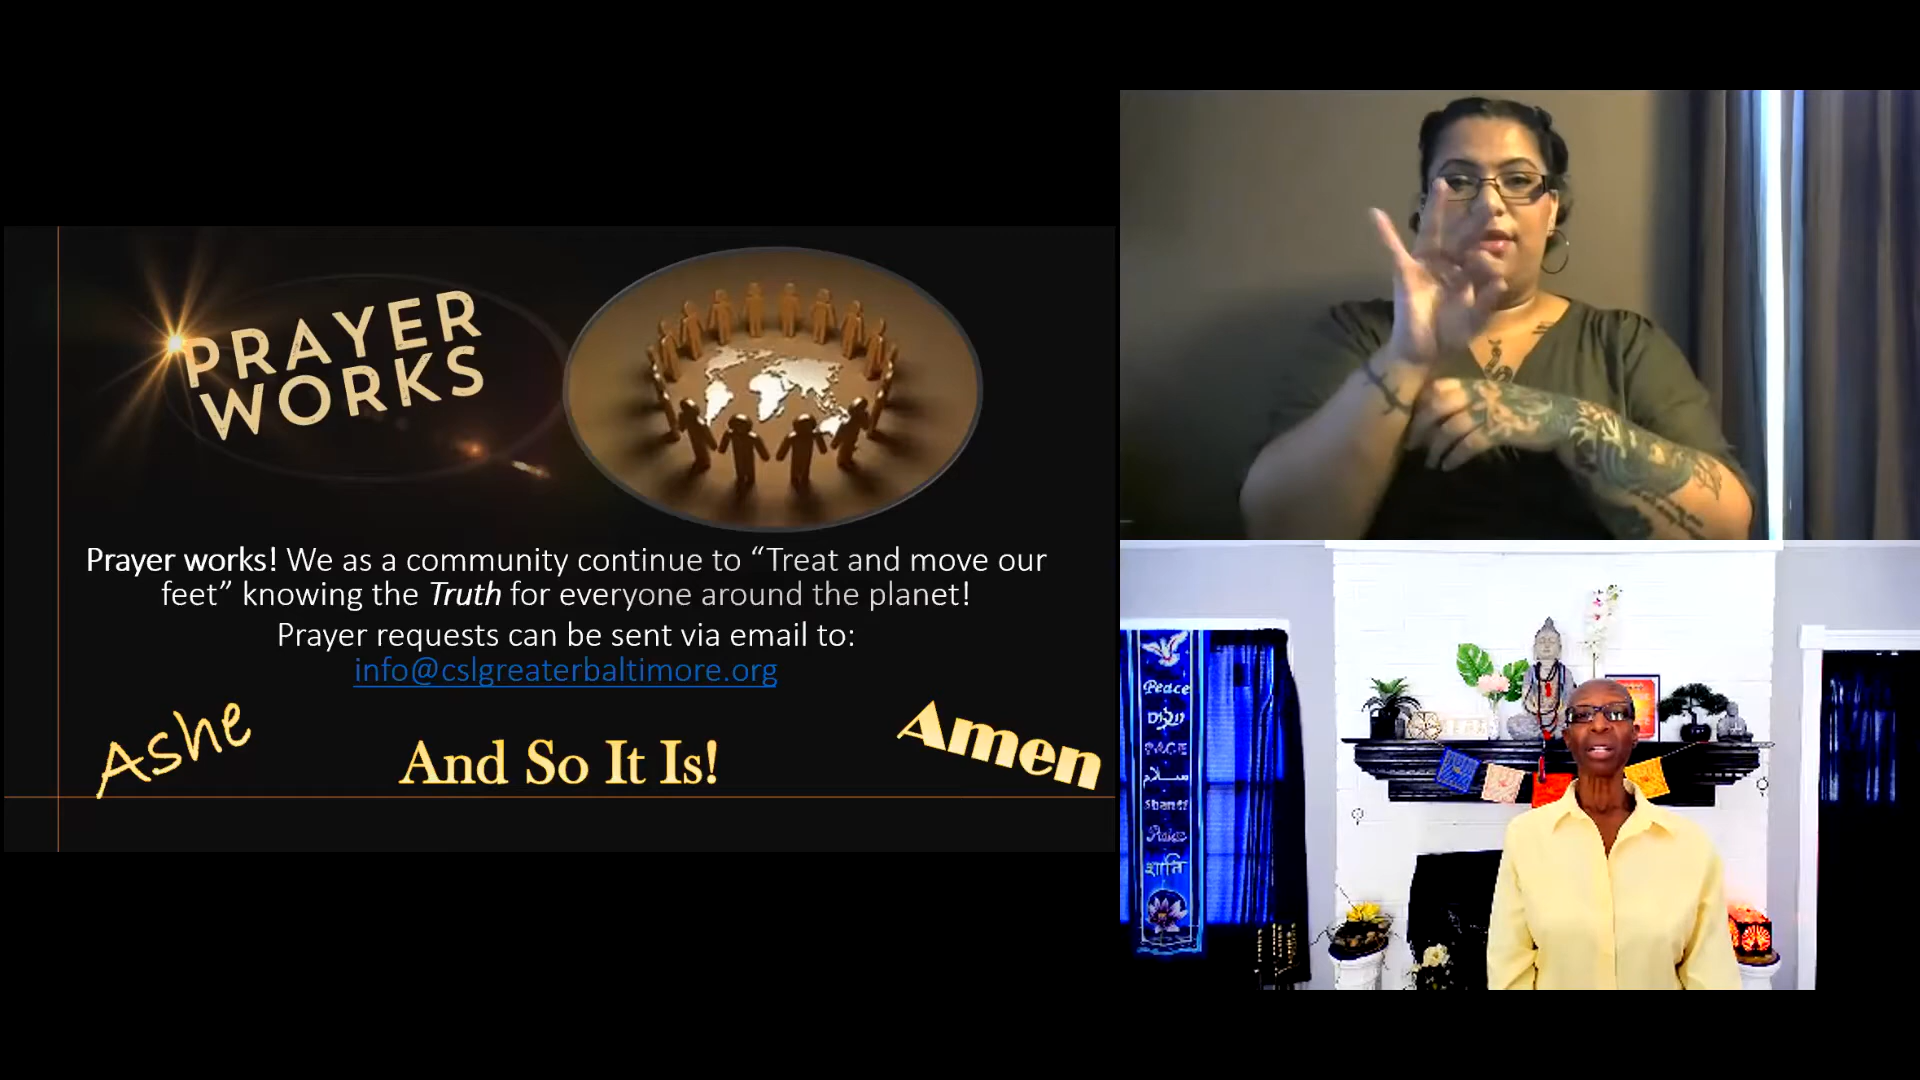 PRAYER
WORKS
Prayer works! We as a community continue to “Treat and move our
feet” knowing the Truth for everyone around the planet!
Prayer requests can be sent via email to:
info@cslgreaterbaltimore.org
Ashe
And So It Is!
Amen
Peace
שלום
PACE
سلام
Shanti
शांति